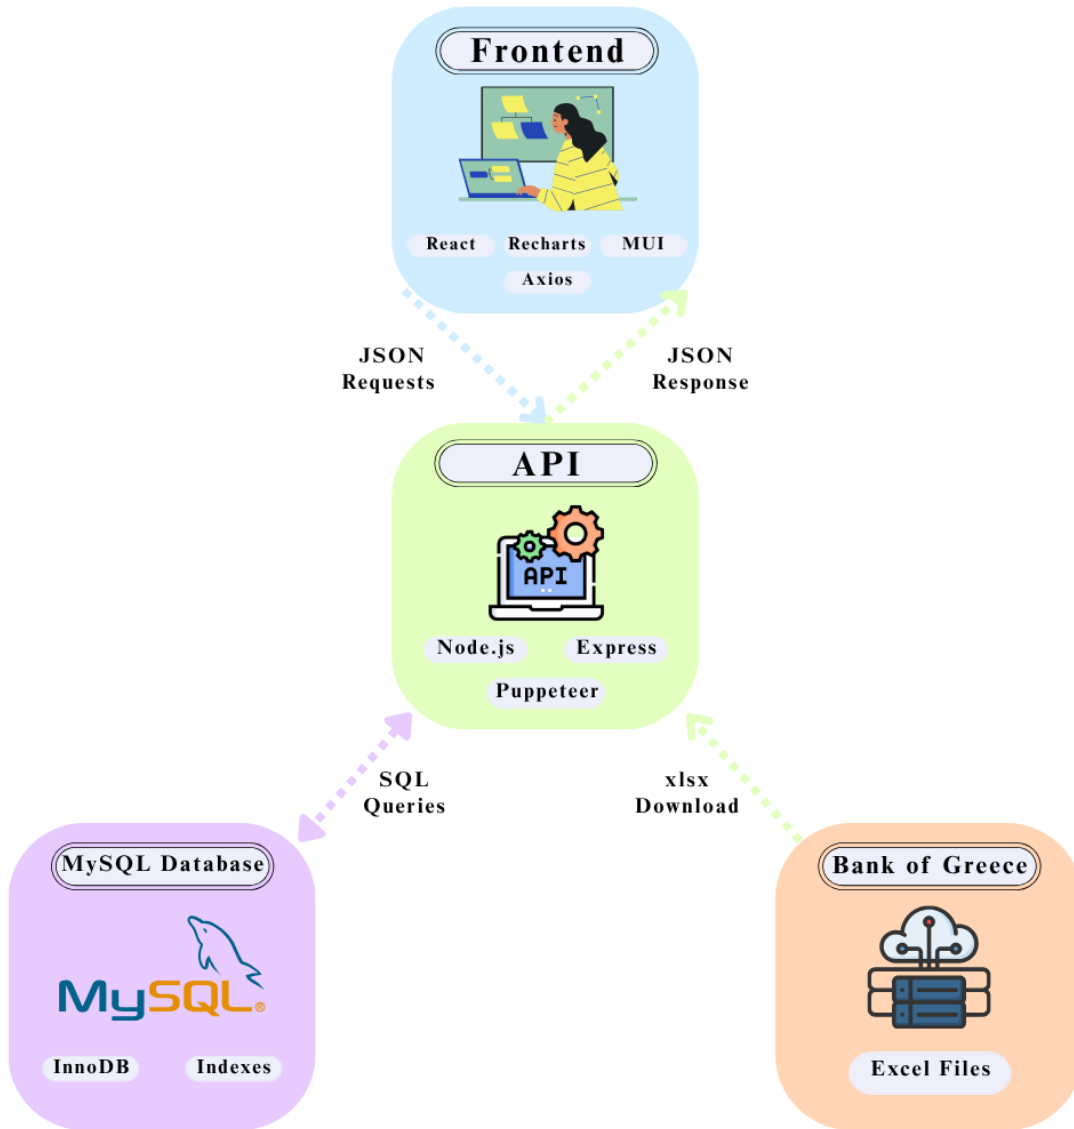 Frontend
React Recharts MUI
Axios
JSON
Requests
JSON
Response
API
API
Node.js Express
Puppeteer
SQL
Queries
xlsx
Download
MySQL Database
MySQL®
InnoDB Indexes
Bank of Greece
Excel Files